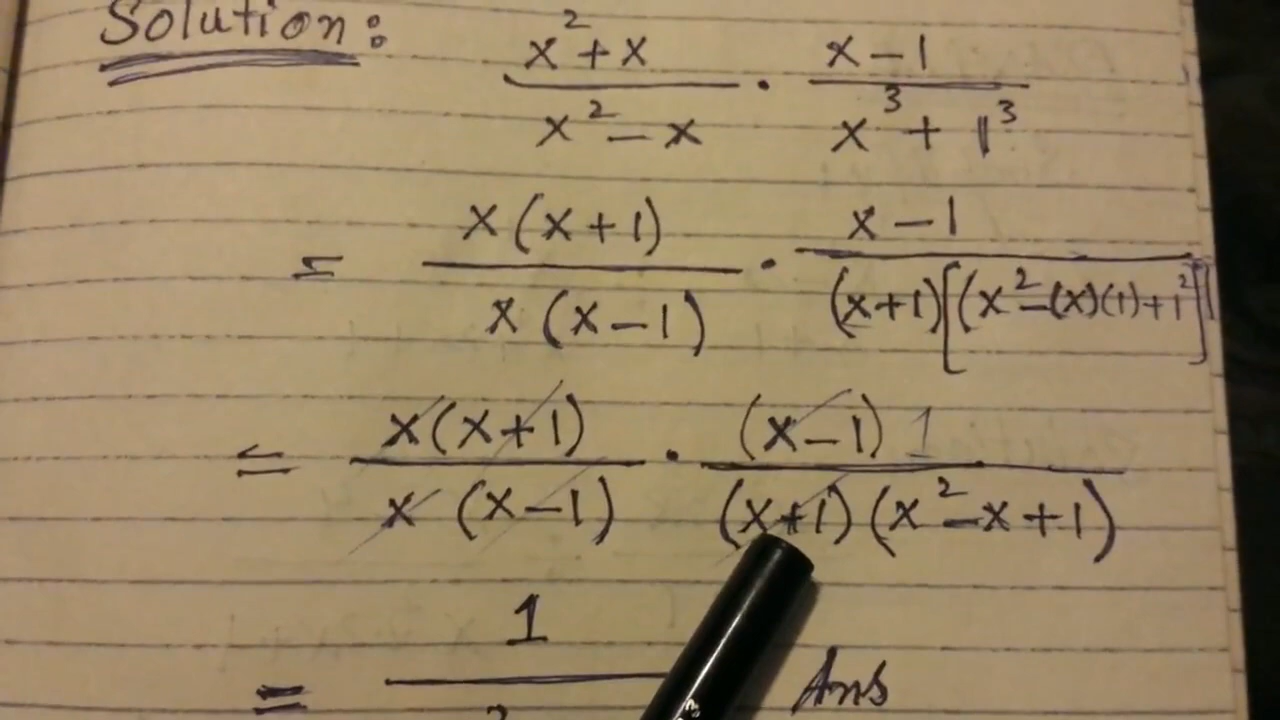 Solution:
x² + x / x² - x · x - 1 / x³ + 1³
= x(x+1) / x(x-1) · x - 1 / (x+1)[(x² - (x)(1) + 1²]
= x(x+1) / x(x-1) · (x-1) 1 / (x+1)(x² - x + 1)
= 1 / Ans